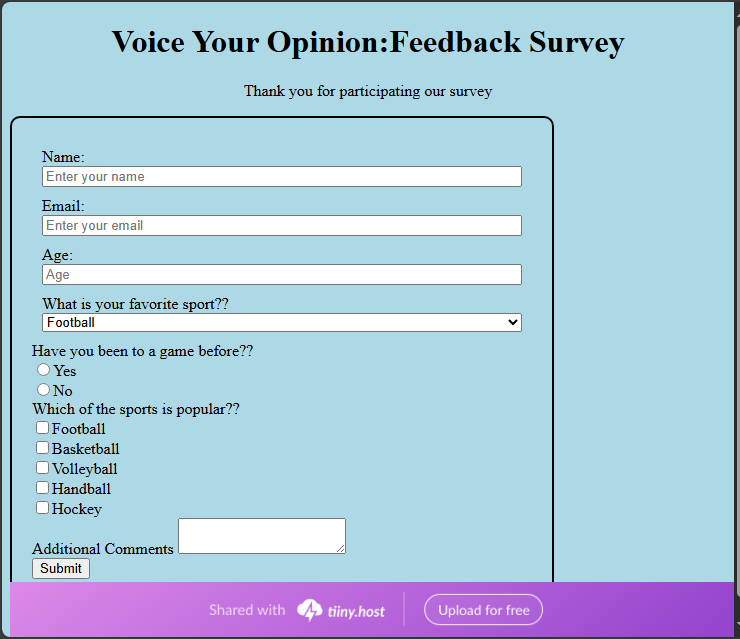 Voice Your Opinion:Feedback Survey
Thank you for participating our survey
Name:
Enter your name
Email:
Enter your email
Age:
Age
What is your favorite sport??
Football
Have you been to a game before??
Yes
No
Which of the sports is popular??
Football
Basketball
Volleyball
Handball
Hockey
Additional Comments
Submit
Shared with tiiny.host Upload for free